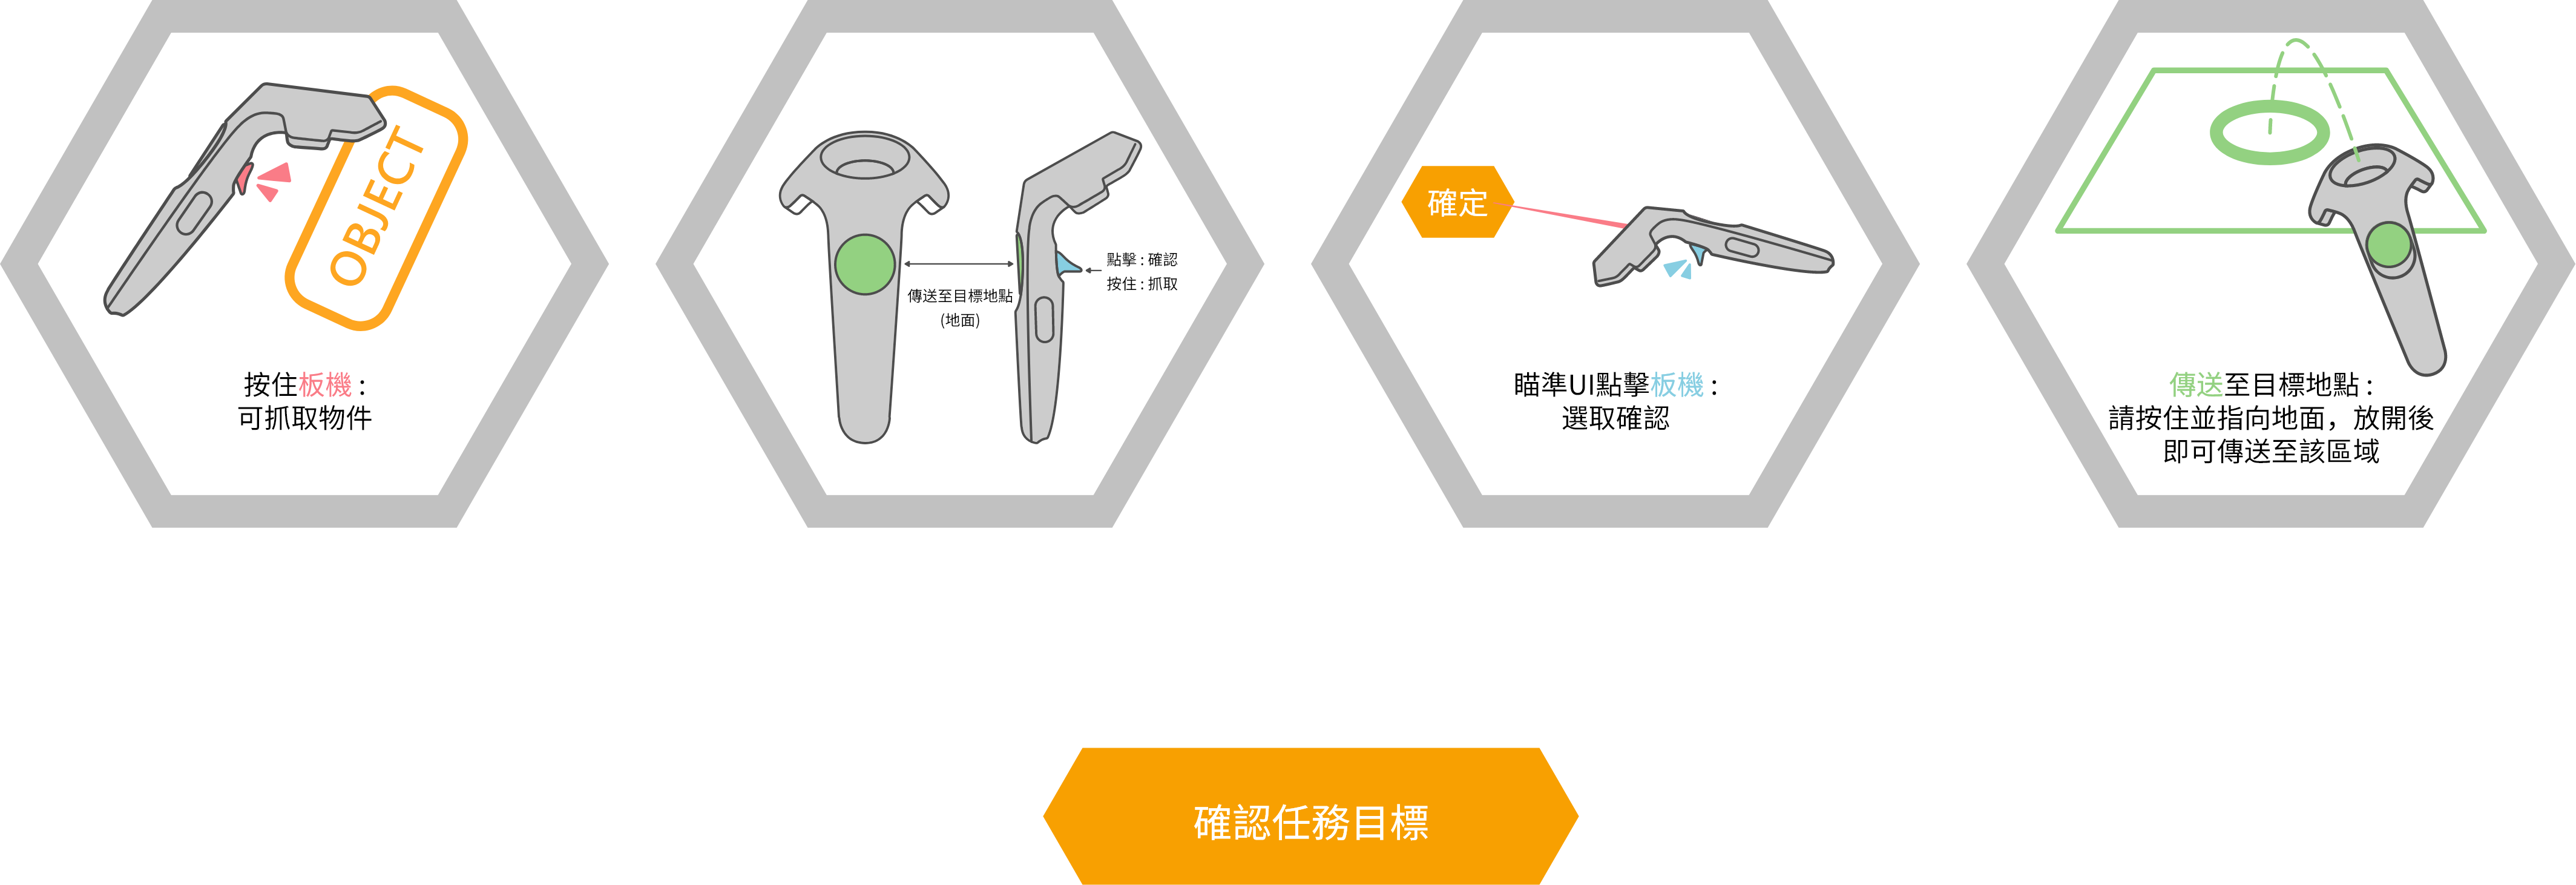 OBJECT
按住板機 :
可抓取物件
傳送至目標地點
(地面)
點擊 : 確認
按住 : 抓取
確定
瞄準UI點擊板機 :
選取確認
傳送至目標地點 :
請按住並指向地面，放開後
即可傳送至該區域
確認任務目標